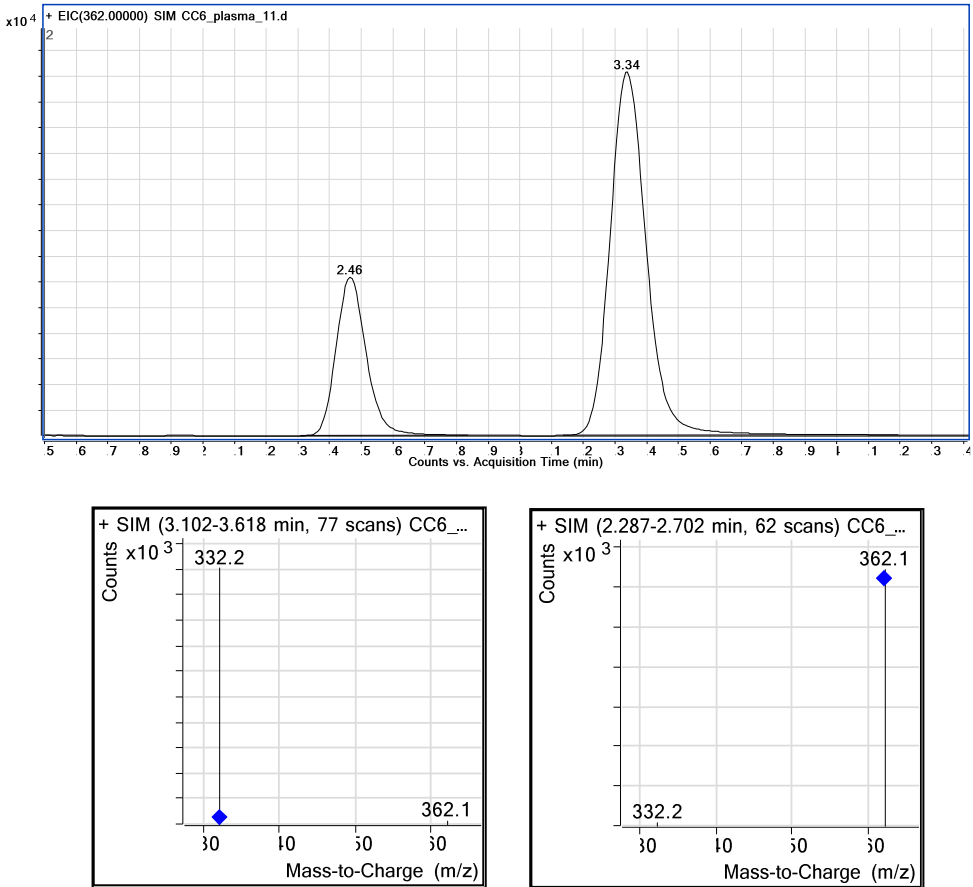 x10 4
+ EIC(362.00000) SIM CC6_plasma_11.d
2
3.34
2.46
.5 .6 .7 .8 .9 .1 .2 .3 .4 .5 .6 .7 .8 .9 .1 .2 .3 .4 .5 .6 .7 .8 .9 .1 .2 .3 .4
Counts vs. Acquisition Time (min)
+ SIM (3.102-3.618 min, 77 scans) CC6_...
Counts
x10 3
332.2
362.1
Mass-to-Charge (m/z)
+ SIM (2.287-2.702 min, 62 scans) CC6_...
Counts
x10 3
362.1
332.2
Mass-to-Charge (m/z)